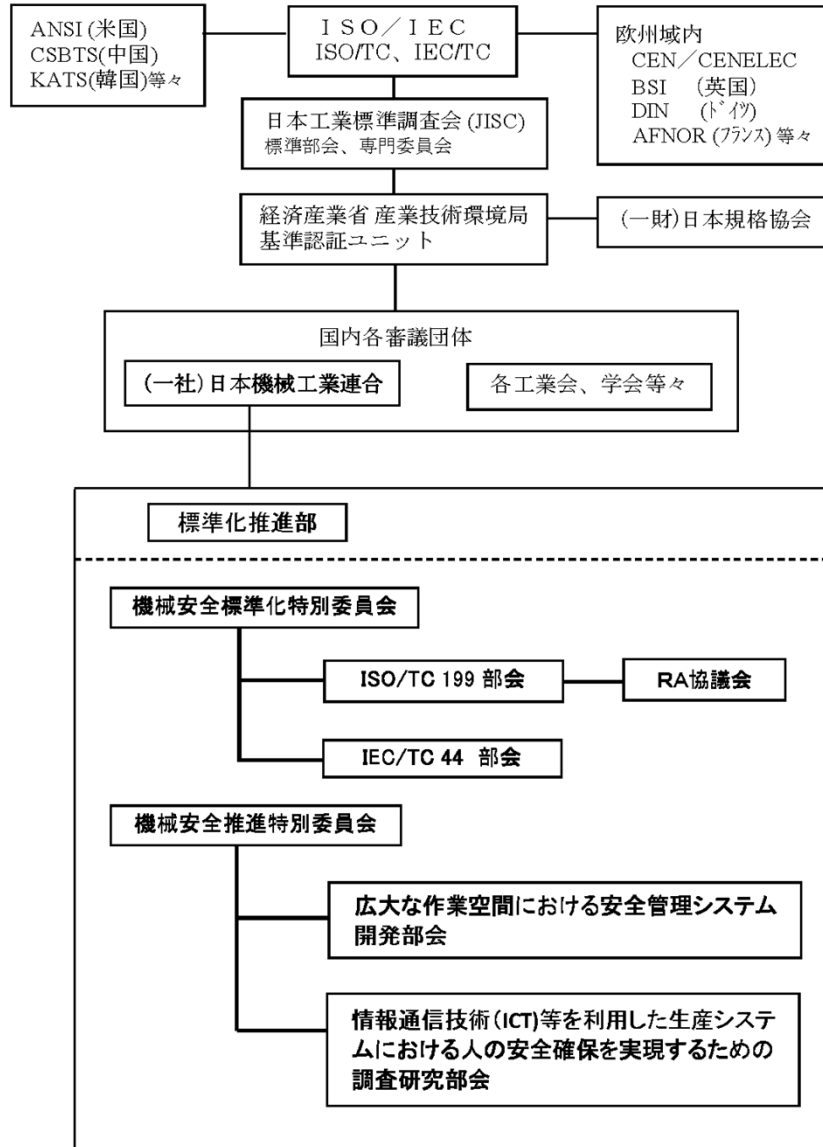 ANSI (米国)
CSBTS(中国)
KATS(韓国)等々
ＩＳＯ／ＩＥＣ
ISO/TC、IEC/TC
欧州域内
CEN／CENELEC
BSI (英国)
DIN (ﾄﾞｲﾂ)
AFNOR (ﾌﾗﾝｽ) 等々
日本工業標準調査会 (JISC)
標準部会、専門委員会
経済産業省 産業技術環境局
基準認証ユニット
(一財)日本規格協会
国内各審議団体
(一社)日本機械工業連合
各工業会、学会等々
標準化推進部
機械安全標準化特別委員会
ISO/TC 199 部会
RA協議会
IEC/TC 44 部会
機械安全推進特別委員会
広大な作業空間における安全管理システム
開発部会
情報通信技術(ICT)等を利用した生産システ
ムにおける人の安全確保を実現するための
調査研究部会